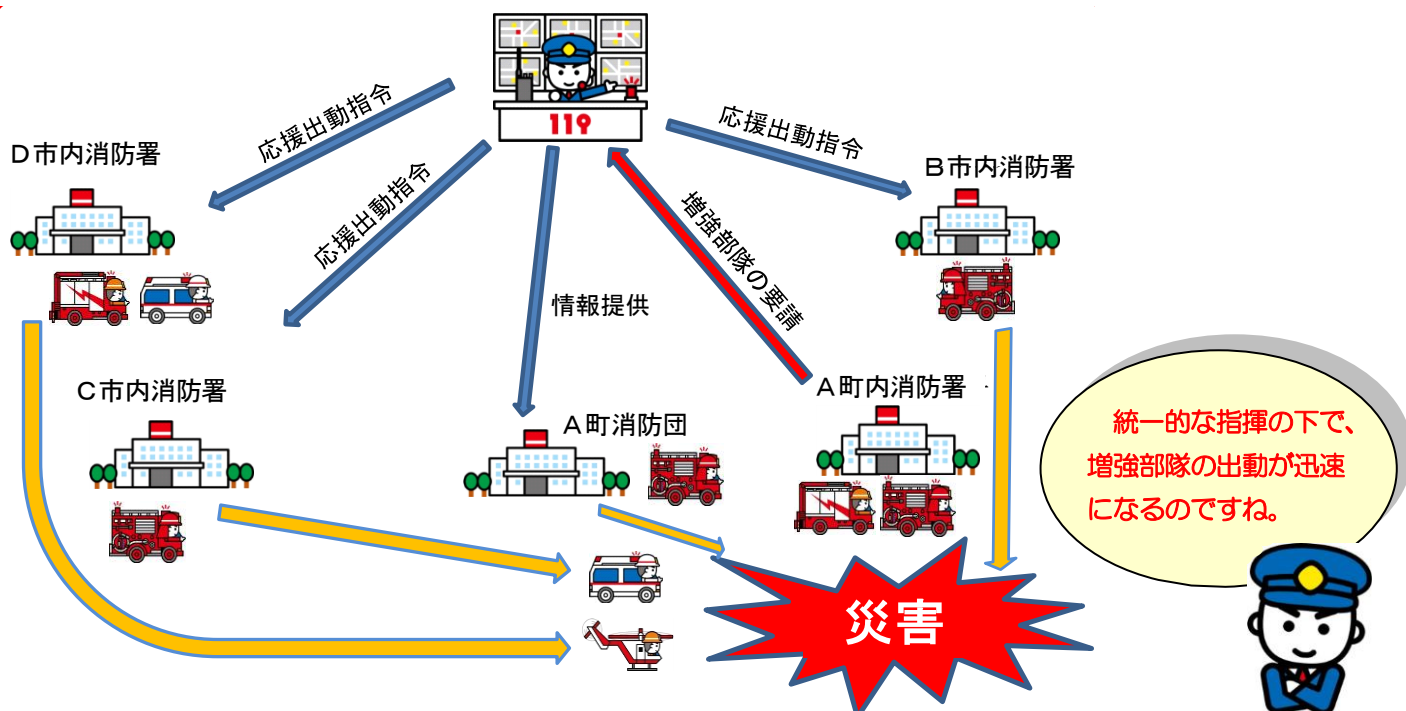 119
応援出動指令
応援出動指令
D市内消防署
B市内消防署
応援出動指令
増強部隊の要請
情報提供
C市内消防署
A町消防団
A町内消防署
統一的な指揮の下で、
増強部隊の出動が迅速
になるのですね。
災害